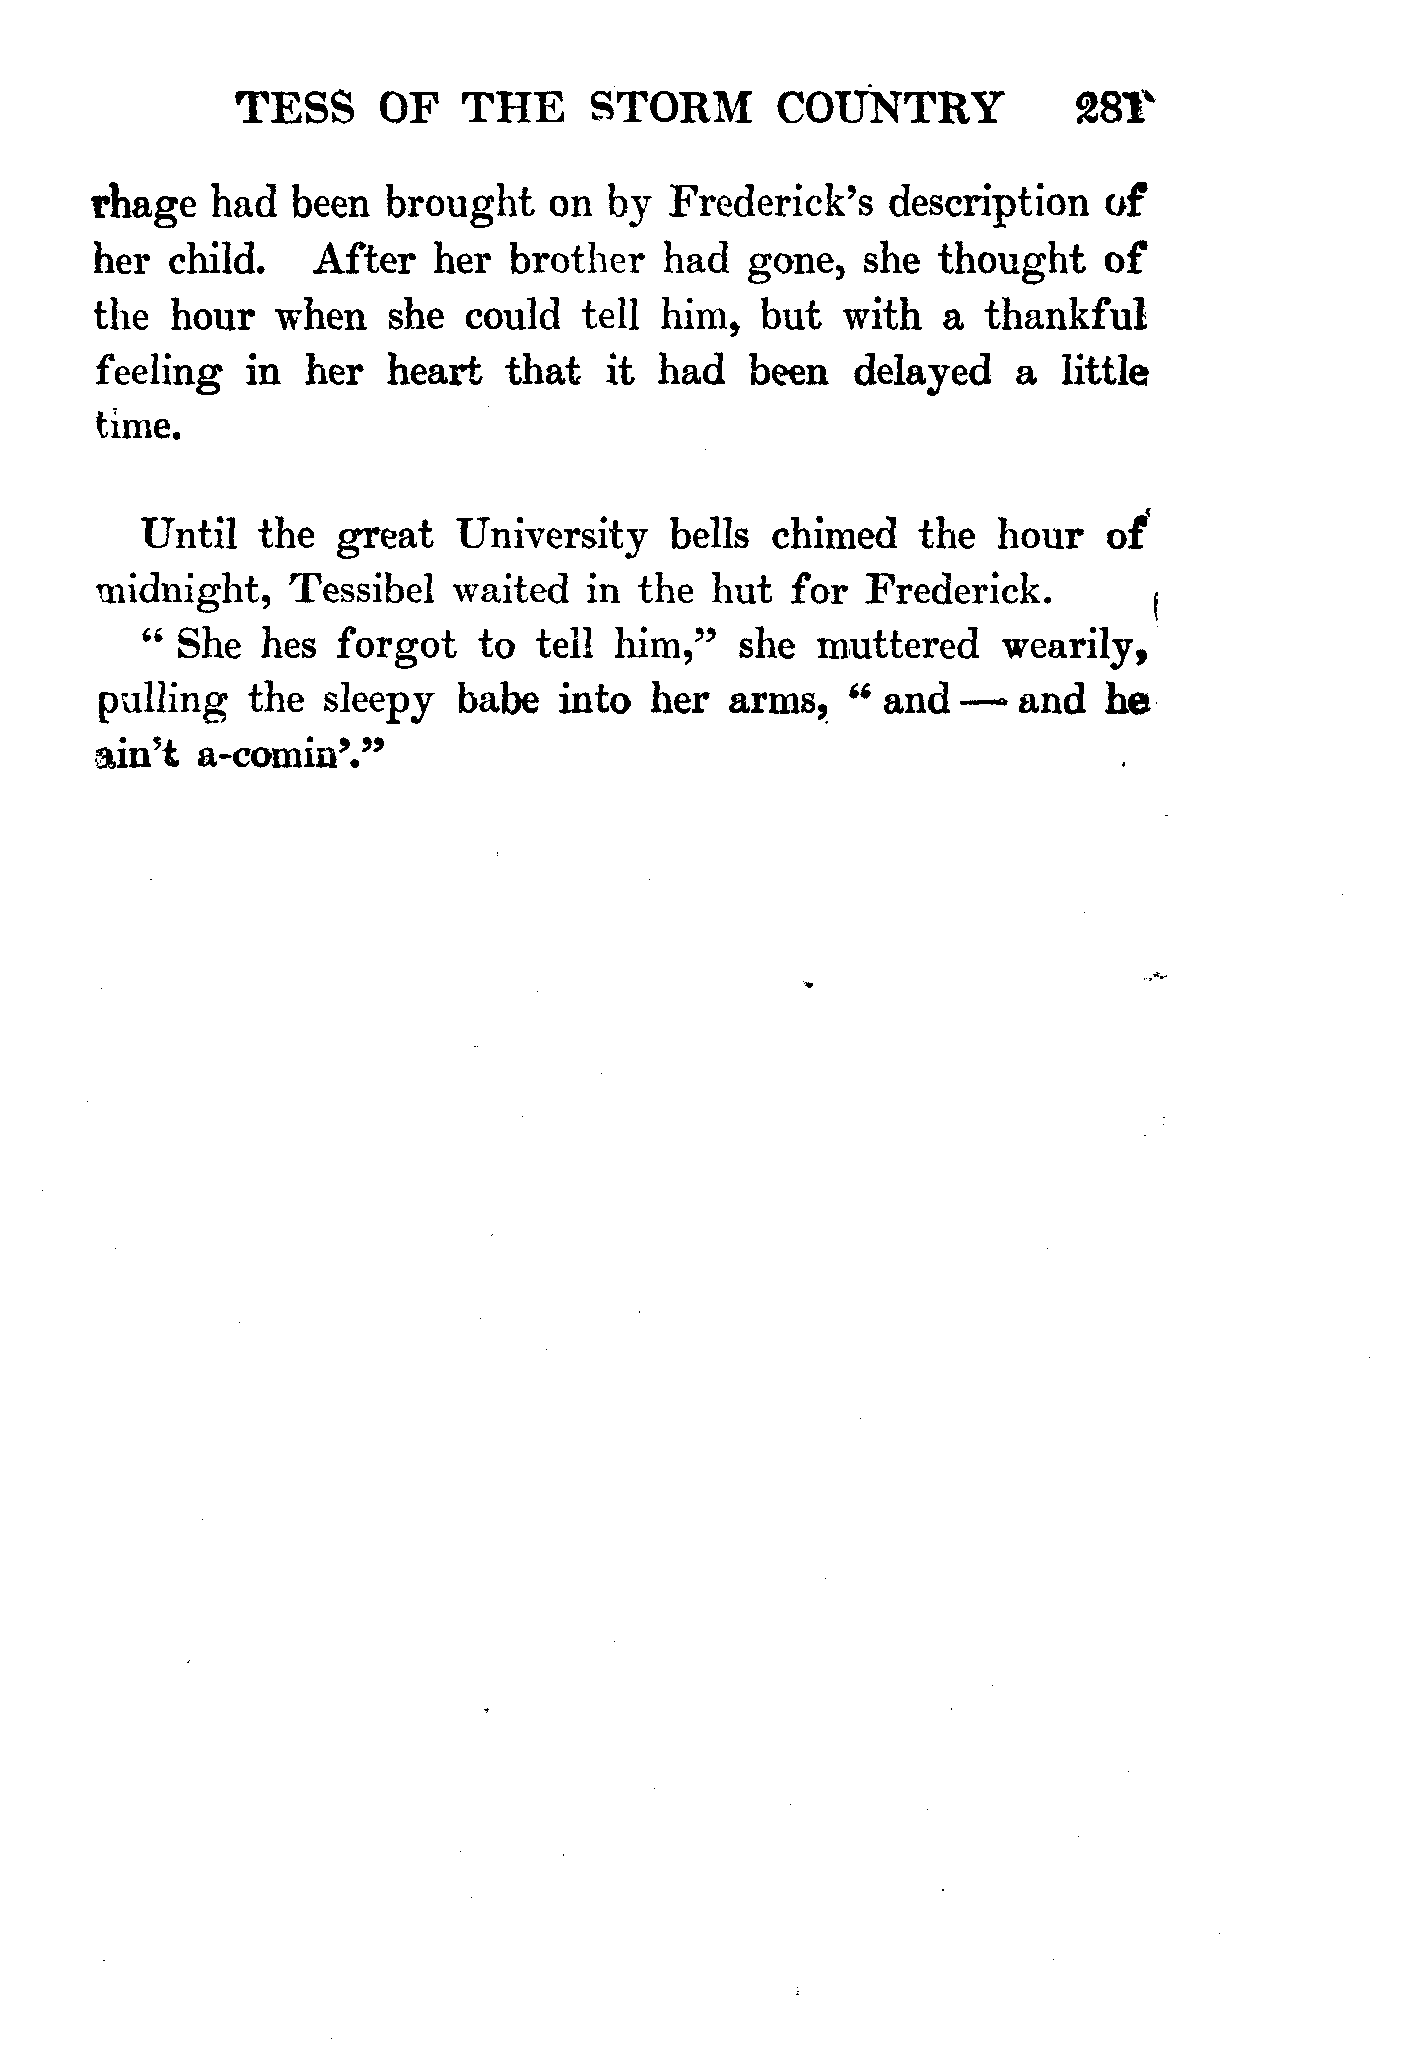 TESS OF THE STORM COUNTRY 281
rhage had been brought on by Frederick's description of
her child. After her brother had gone, she thought of
the hour when she could tell him, but with a thankful
feeling in her heart that it had been delayed a little
time.
Until the great University bells chimed the hour of
midnight, Tessibel waited in the hut for Frederick.
“ She hes forgot to tell him,” she muttered wearily,
pulling the sleepy babe into her arms, “ and — and he
ain't a-comin'.”